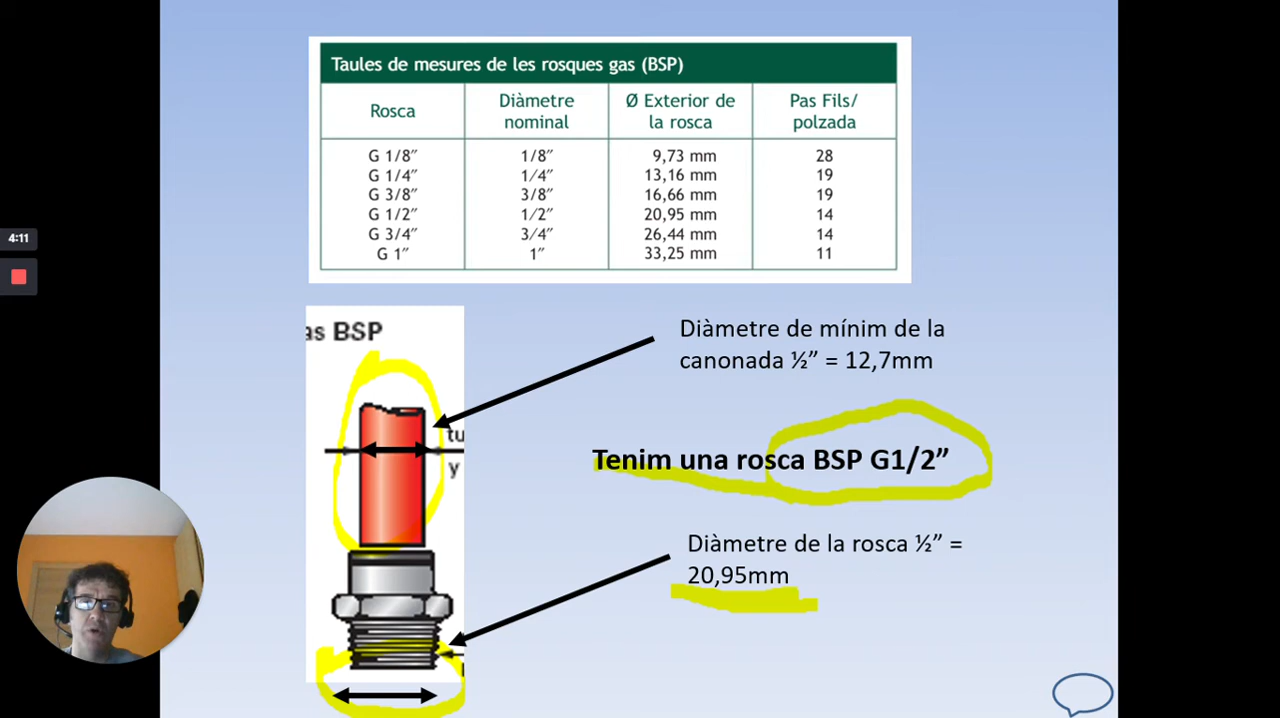 Taules de mesures de les rosques gas (BSP)
Rosca Diàmetre nominal Ø Exterior de la rosca Pas Fils/ polzada
G 1/8″ 1/8″ 9,73 mm 28
G 1/4″ 1/4″ 13,16 mm 19
G 3/8″ 3/8″ 16,66 mm 19
G 1/2″ 1/2″ 20,95 mm 14
G 3/4″ 3/4″ 26,44 mm 14
G 1″ 1″ 33,25 mm 11
4:11
as BSP
Diàmetre de mínim de la
canonada ½” = 12,7mm
tu
y
Tenim una rosca BSP G1/2”
Diàmetre de la rosca ½” =
20,95mm